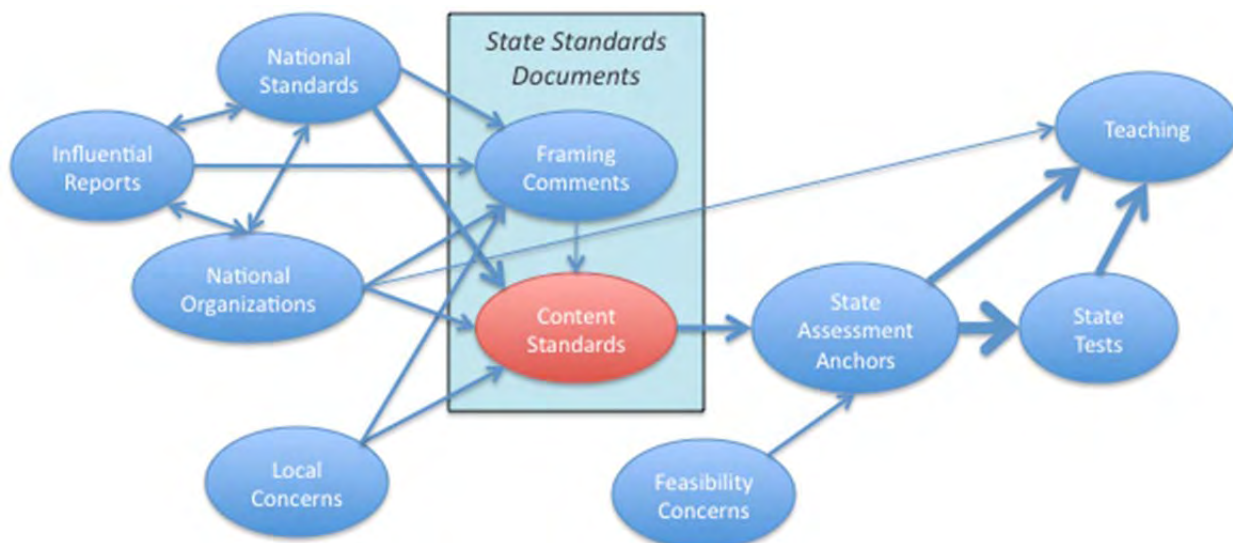 State Standards
Documents
National
Standards
Influential
Reports
Framing
Comments
Teaching
National
Organizations
Content
Standards
State
Assessment
Anchors
State
Tests
Local
Concerns
Feasibility
Concerns